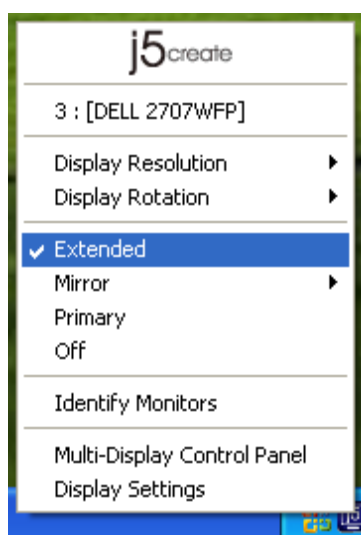 j5create
3 : [DELL 2707WFP]
Display Resolution
Display Rotation
Extended
Mirror
Primary
Off
Identify Monitors
Multi-Display Control Panel
Display Settings